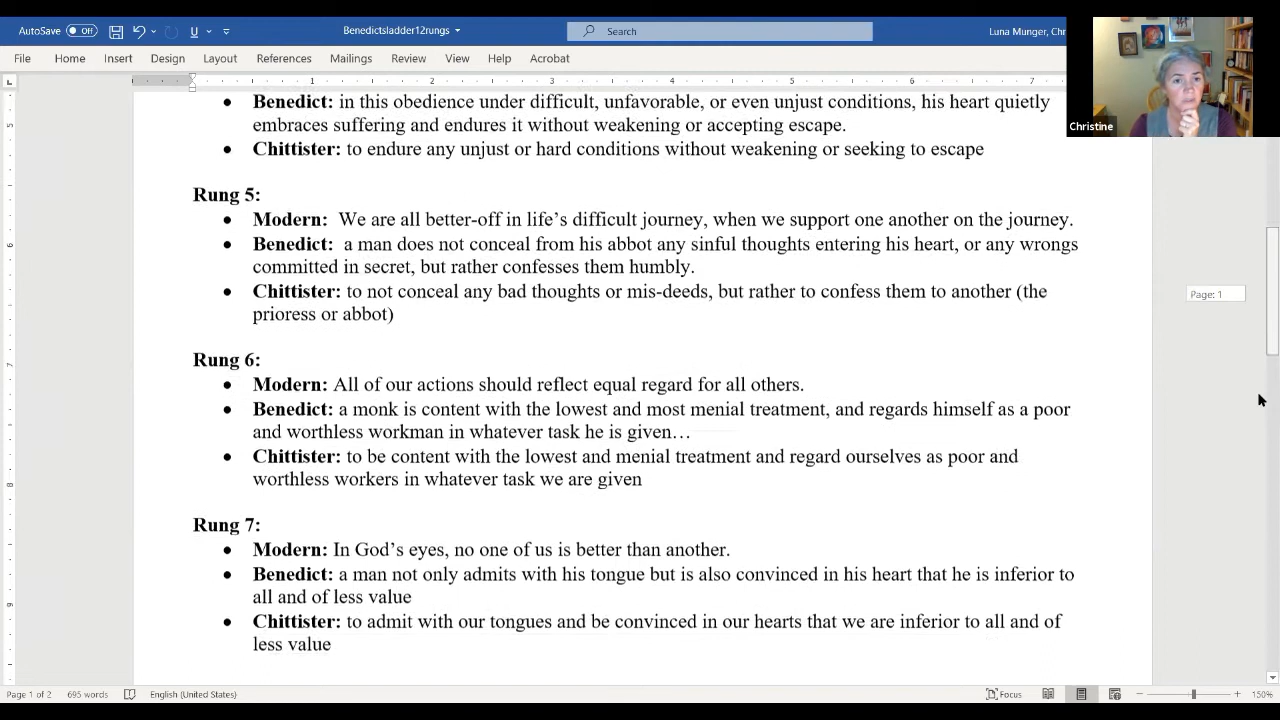 AutoSave Off Benedictsladder12rungs Search Luna Munger, Chr
File Home Insert Design Layout References Mailings Review View Help Acrobat
Christine
1 2 3 4 5 6 7
• Benedict: in this obedience under difficult, unfavorable, or even unjust conditions, his heart quietly
embraces suffering and endures it without weakening or accepting escape.
• Chittister: to endure any unjust or hard conditions without weakening or seeking to escape
Rung 5:
• Modern: We are all better-off in life's difficult journey, when we support one another on the journey.
• Benedict: a man does not conceal from his abbot any sinful thoughts entering his heart, or any wrongs
committed in secret, but rather confesses them humbly.
• Chittister: to not conceal any bad thoughts or mis-deeds, but rather to confess them to another (the
prioress or abbot)
Page: 1
Rung 6:
• Modern: All of our actions should reflect equal regard for all others.
• Benedict: a monk is content with the lowest and most menial treatment, and regards himself as a poor
and worthless workman in whatever task he is given…
• Chittister: to be content with the lowest and menial treatment and regard ourselves as poor and
worthless workers in whatever task we are given
Rung 7:
• Modern: In God's eyes, no one of us is better than another.
• Benedict: a man not only admits with his tongue but is also convinced in his heart that he is inferior to
all and of less value
• Chittister: to admit with our tongues and be convinced in our hearts that we are inferior to all and of
less value
5
6
7
8
9
Page 1 of 2 695 words English (United States) Focus 150%